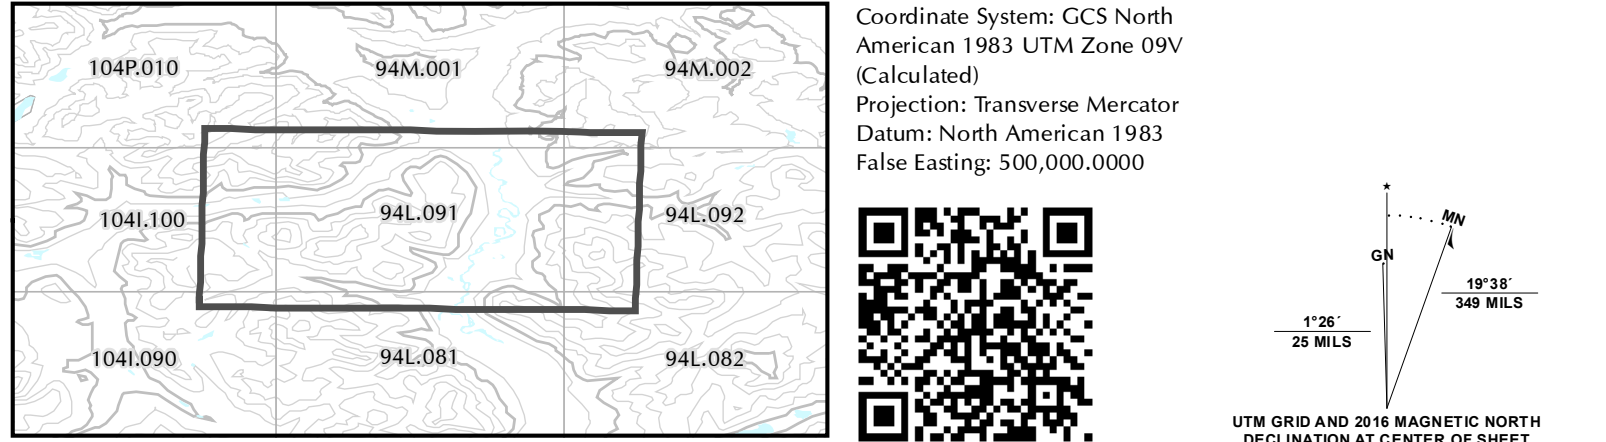 104P.010
94M.001
94M.002
104I.100
94L.091
94L.092
104I.090
94L.081
94L.082
Coordinate System: GCS North
American 1983 UTM Zone 09V
(Calculated)
Projection: Transverse Mercator
Datum: North American 1983
False Easting: 500,000.0000
MN
GN
19°38´
349 MILS
1°26´
25 MILS
UTM GRID AND 2016 MAGNETIC NORTH
DECLINATION AT CENTER OF SHEET